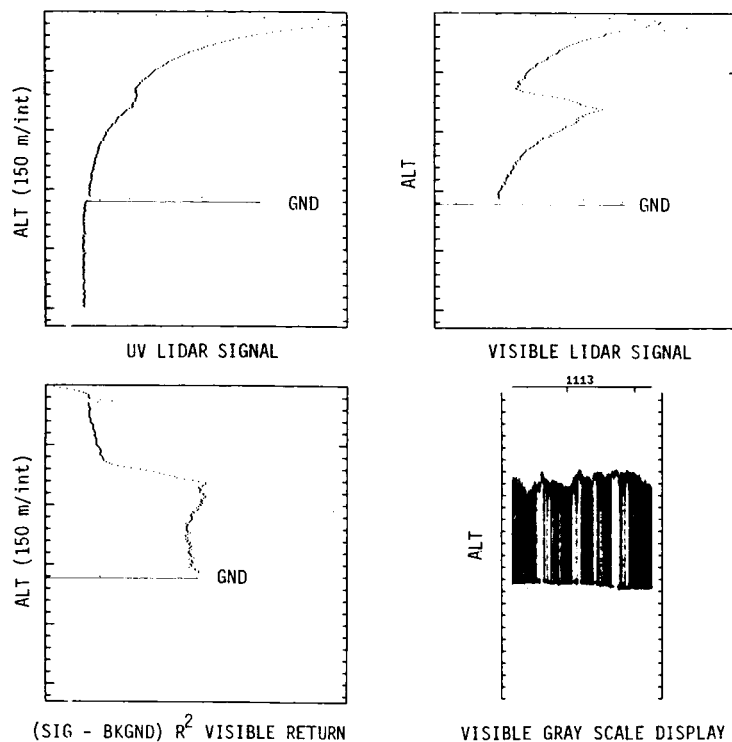 ALT (150 m/int)
GND
UV LIDAR SIGNAL
ALT
GND
VISIBLE LIDAR SIGNAL
ALT (150 m/int)
GND
(SIG - BKGND) R² VISIBLE RETURN
1113
ALT
VISIBLE GRAY SCALE DISPLAY